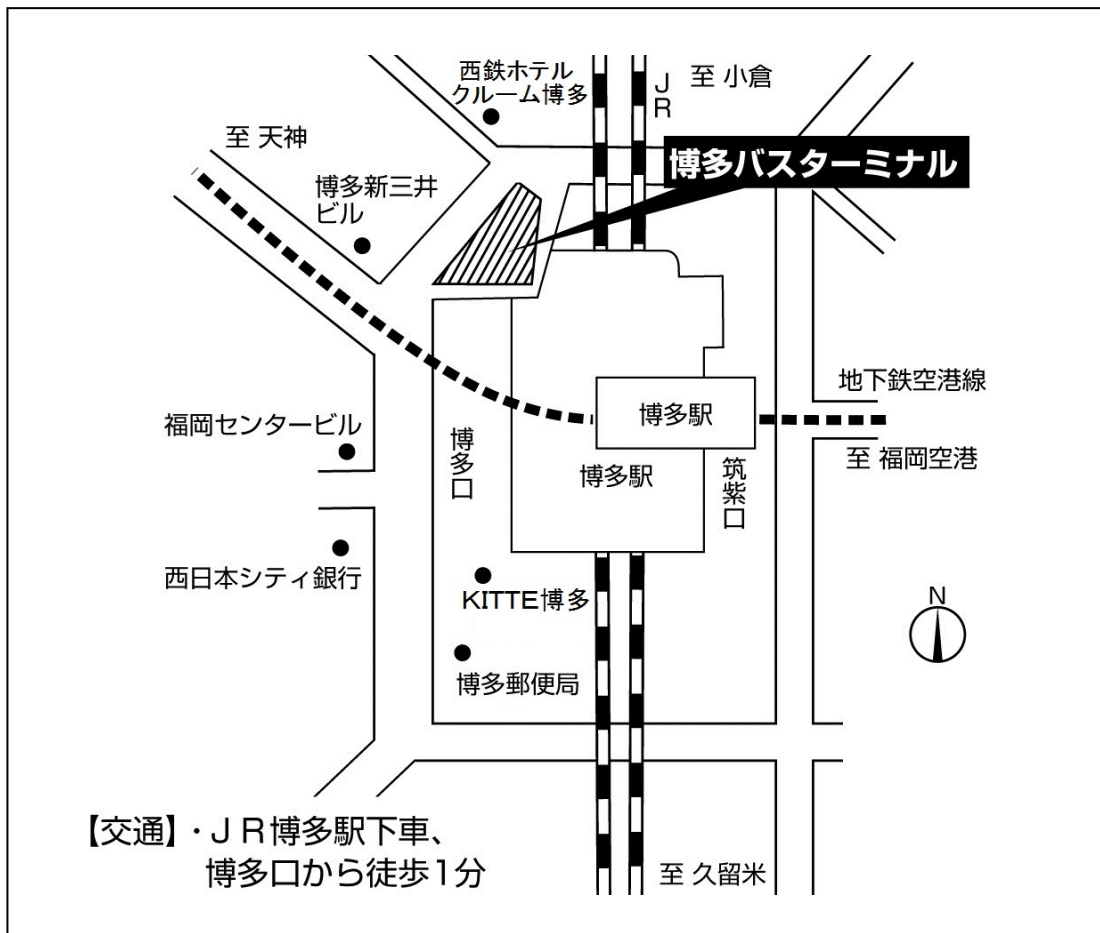 西鉄ホテル
クルーム博多
JR
至 小倉
博多バスターミナル
至 天神
博多新三井
ビル
地下鉄空港線
博多駅
福岡センタービル
博多口
至 福岡空港
博多駅
筑紫口
西日本シティ銀行
KITTE博多
N
博多郵便局
【交通】・JR博多駅下車、
博多口から徒歩1分
至 久留米